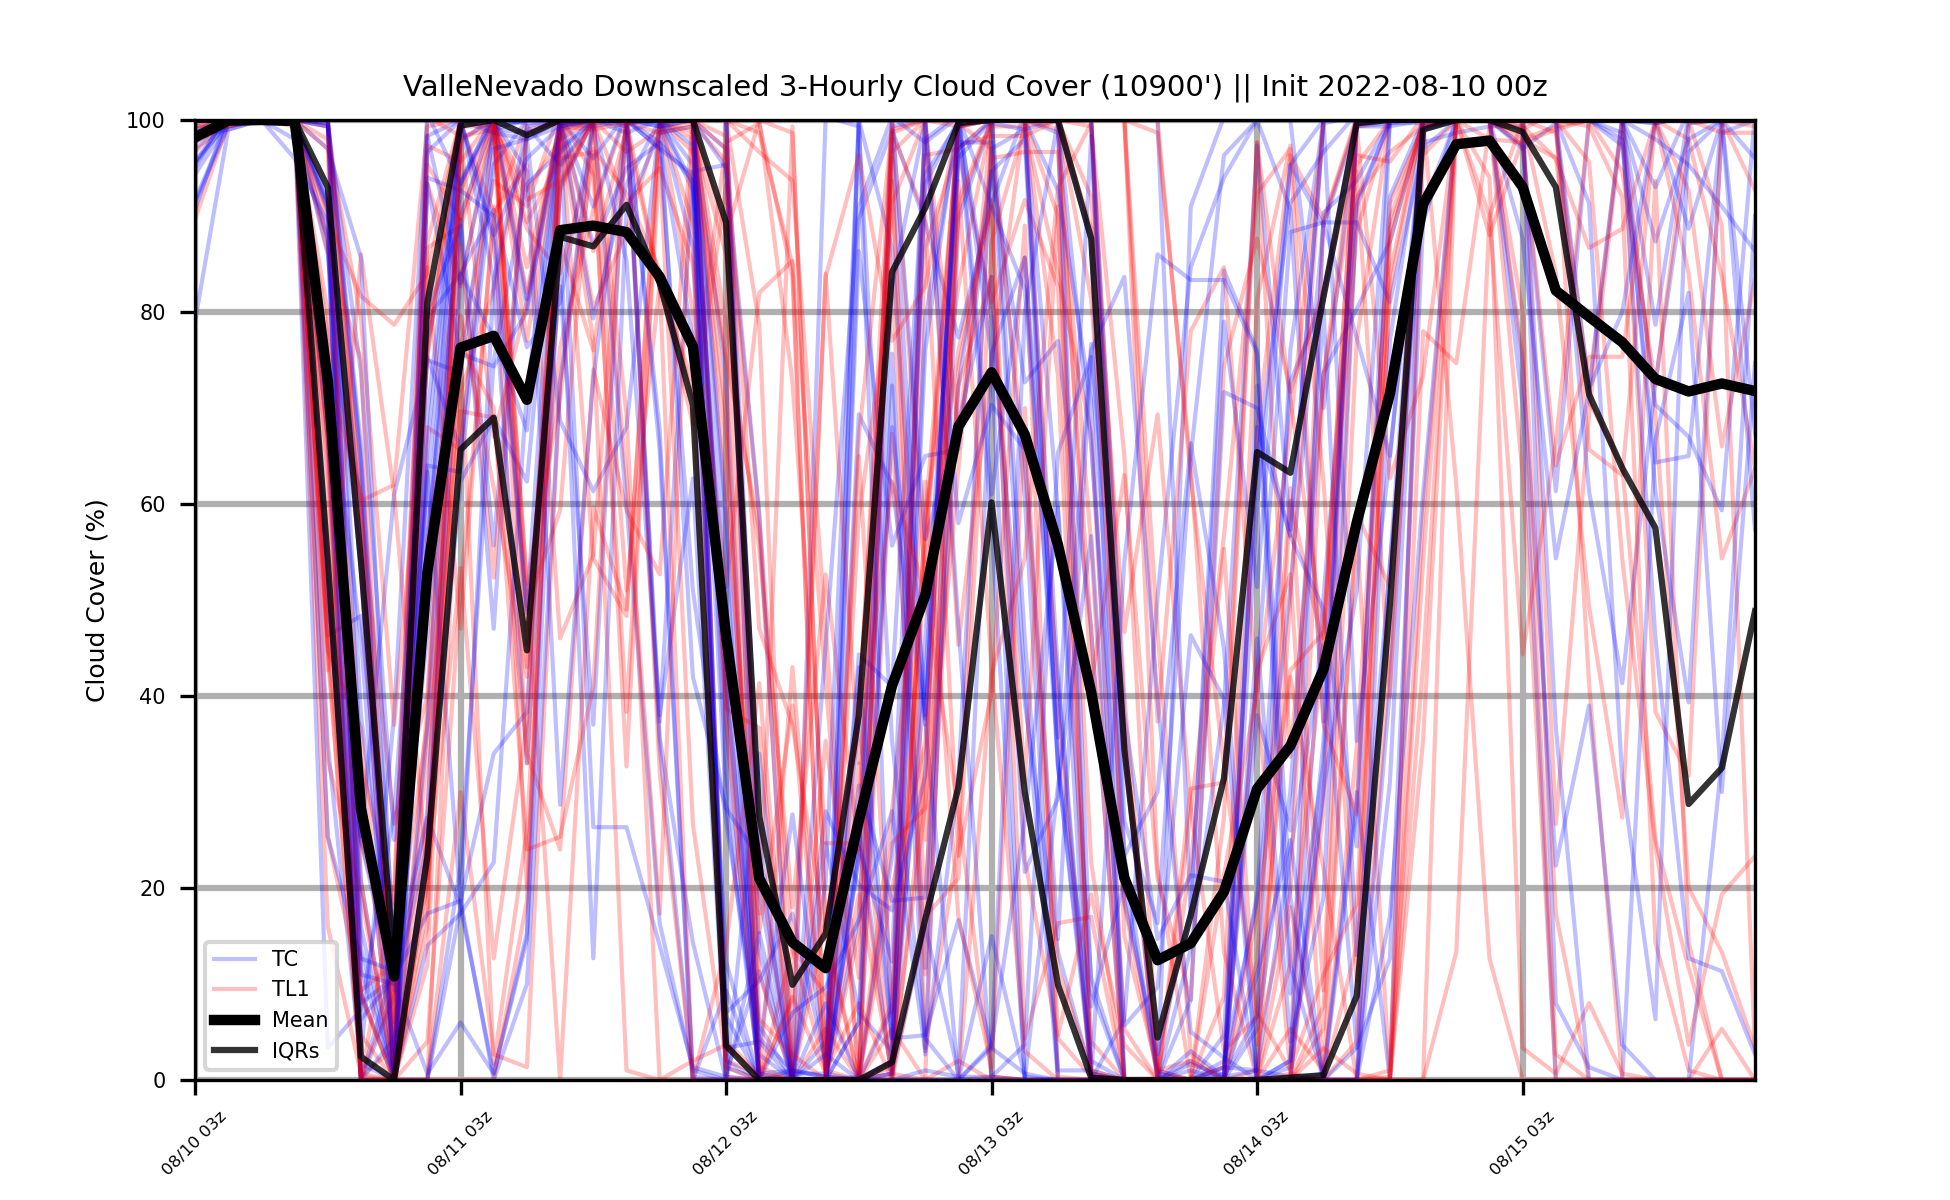 ValleNevado Downscaled 3-Hourly Cloud Cover (10900') || Init 2022-08-10 00z
Cloud Cover (%)
100
80
60
40
20
0
TC
TL1
Mean
IQRs
08/10 03z
08/11 03z
08/12 03z
08/13 03z
08/14 03z
08/15 03z